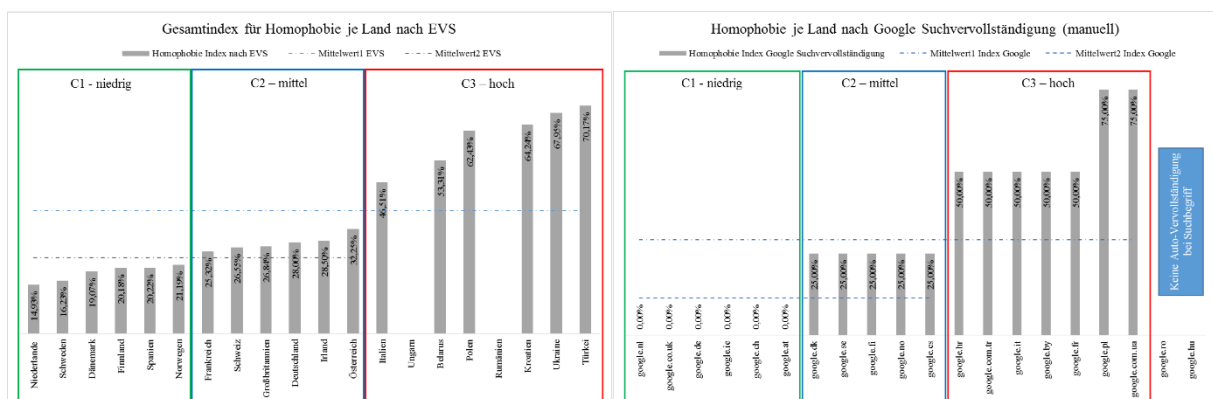 Gesamtindex für Homophobie je Land nach EVS
Homophobie Index nach EVS
Mittelwert1 EVS
Mittelwert2 EVS
C1 - niedrig
C2 – mittel
C3 – hoch
14,93%
16,23%
19,07%
20,18%
20,22%
21,19%
25,32%
26,55%
26,84%
28,00%
28,50%
32,25%
46,51%
53,31%
62,43%
64,24%
67,95%
70,17%
Niederlande
Schweden
Dänemark
Finnland
Spanien
Norwegen
Frankreich
Schweiz
Großbritannien
Deutschland
Irland
Österreich
Italien
Ungarn
Belarus
Polen
Rumänien
Kroatien
Ukraine
Türkei
Homophobie je Land nach Google Suchvervollständigung (manuell)
Homophobie Index Google Suchvervollständigung
Mittelwert1 Index Google
Mittelwert2 Index Google
C1 - niedrig
C2 – mittel
C3 – hoch
0,00%
0,00%
0,00%
0,00%
0,00%
0,00%
25,00%
25,00%
25,00%
25,00%
25,00%
50,00%
50,00%
50,00%
50,00%
50,00%
75,00%
75,00%
Keine Auto-Vervollständigung
bei Suchbegriff
google.nl
google.co.uk
google.de
google.ie
google.ch
google.at
google.dk
google.se
google.fi
google.no
google.es
google.hr
google.com.tr
google.it
google.by
google.fr
google.pl
google.com.ua
google.ro
google.hu